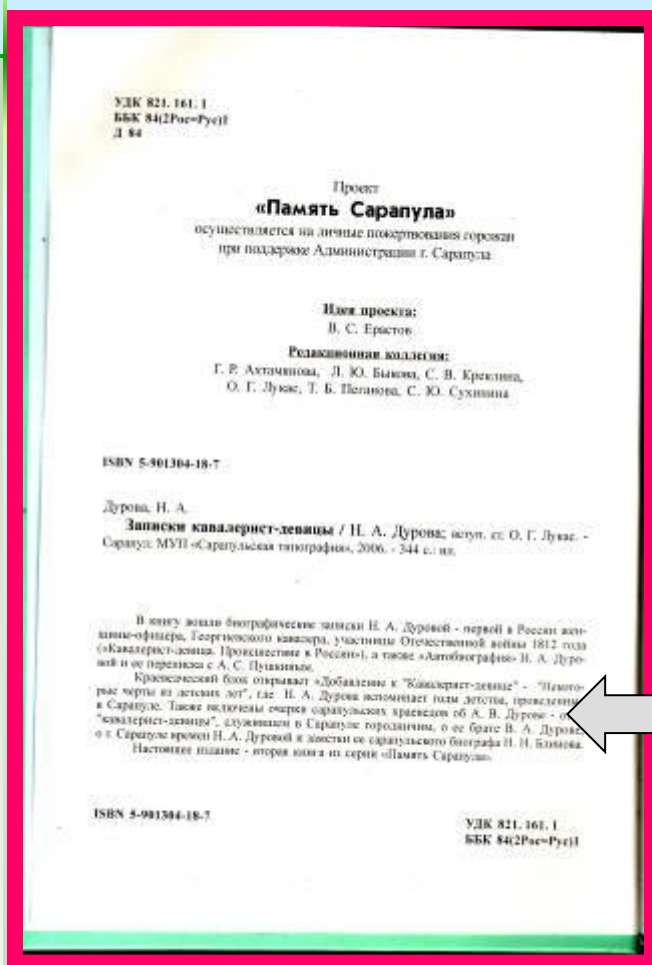 УДК 821. 161. 1
ББК 84(2Рос=Рус)1
Д 84
Проект
«Память Сарапула»
осуществляется на личные пожертвования горожан
при поддержке Администрации г. Сарапула
Идея проекта:
В. С. Ерастов
Редакционная коллегия:
Г. Р. Ахтамянова, Л. Ю. Быкова, С. В. Креклина,
О. Г. Лукас, Т. Б. Пеганова, С. Ю. Сухинина
ISBN 5-901304-18-7
Дурова, Н. А.
Записки кавалерист-девицы / Н. А. Дурова; вступ. ст. О. Г. Лукас. -
Сарапул: МУП «Сарапульская типография», 2006. - 344 с.: ил.
В книгу вошли биографические записки Н. А. Дуровой - первой в России жен-
щины-офицера, Георгиевского кавалера, участницы Отечественной войны 1812 года
(«Кавалерист-девица. Происшествие в России»), а также «Автобиография» Н. А. Дуро-
вой и ее переписка с А. С. Пушкиным.
Краеведческий блок открывает «Добавление к "Кавалерист-девице" - "Некото-
рые черты из детских лет", где Н. А. Дурова вспоминает годы детства, проведенные
в Сарапуле. Также включены очерки сарапульских краеведов об А. В. Дурове -
"кавалерист-девицы", служившем в Сарапуле городничим, о ее брате В. А. Дурове,
о г. Сарапуле времен Н. А. Дуровой и заметки ее сарапульского биографа Н. Н. Блинова.
Настоящее издание - вторая книга из серии «Память Сарапула».
ISBN 5-901304-18-7
УДК 821. 161. 1
ББК 84(2Рос=Рус)1